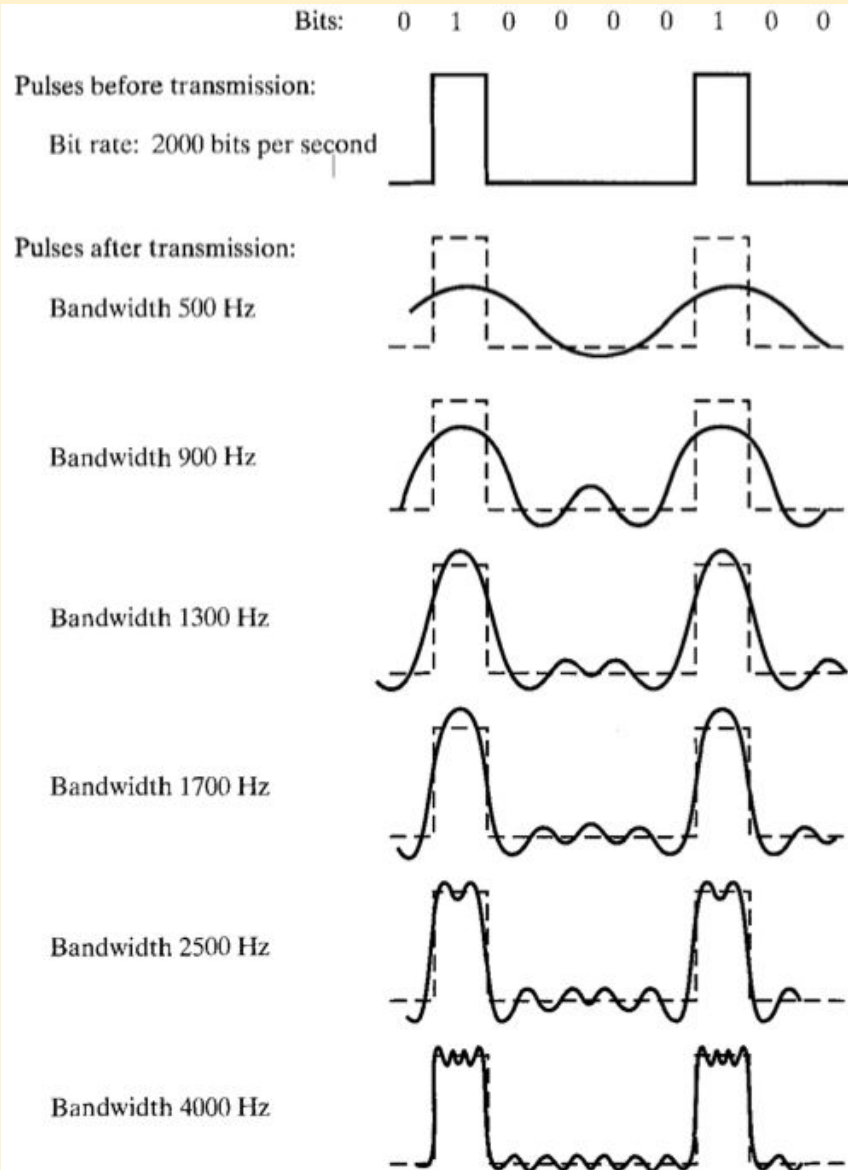 Bits: 0 1 0 0 0 0 1 0 0
Pulses before transmission:
Bit rate: 2000 bits per second
Pulses after transmission:
Bandwidth 500 Hz
Bandwidth 900 Hz
Bandwidth 1300 Hz
Bandwidth 1700 Hz
Bandwidth 2500 Hz
Bandwidth 4000 Hz